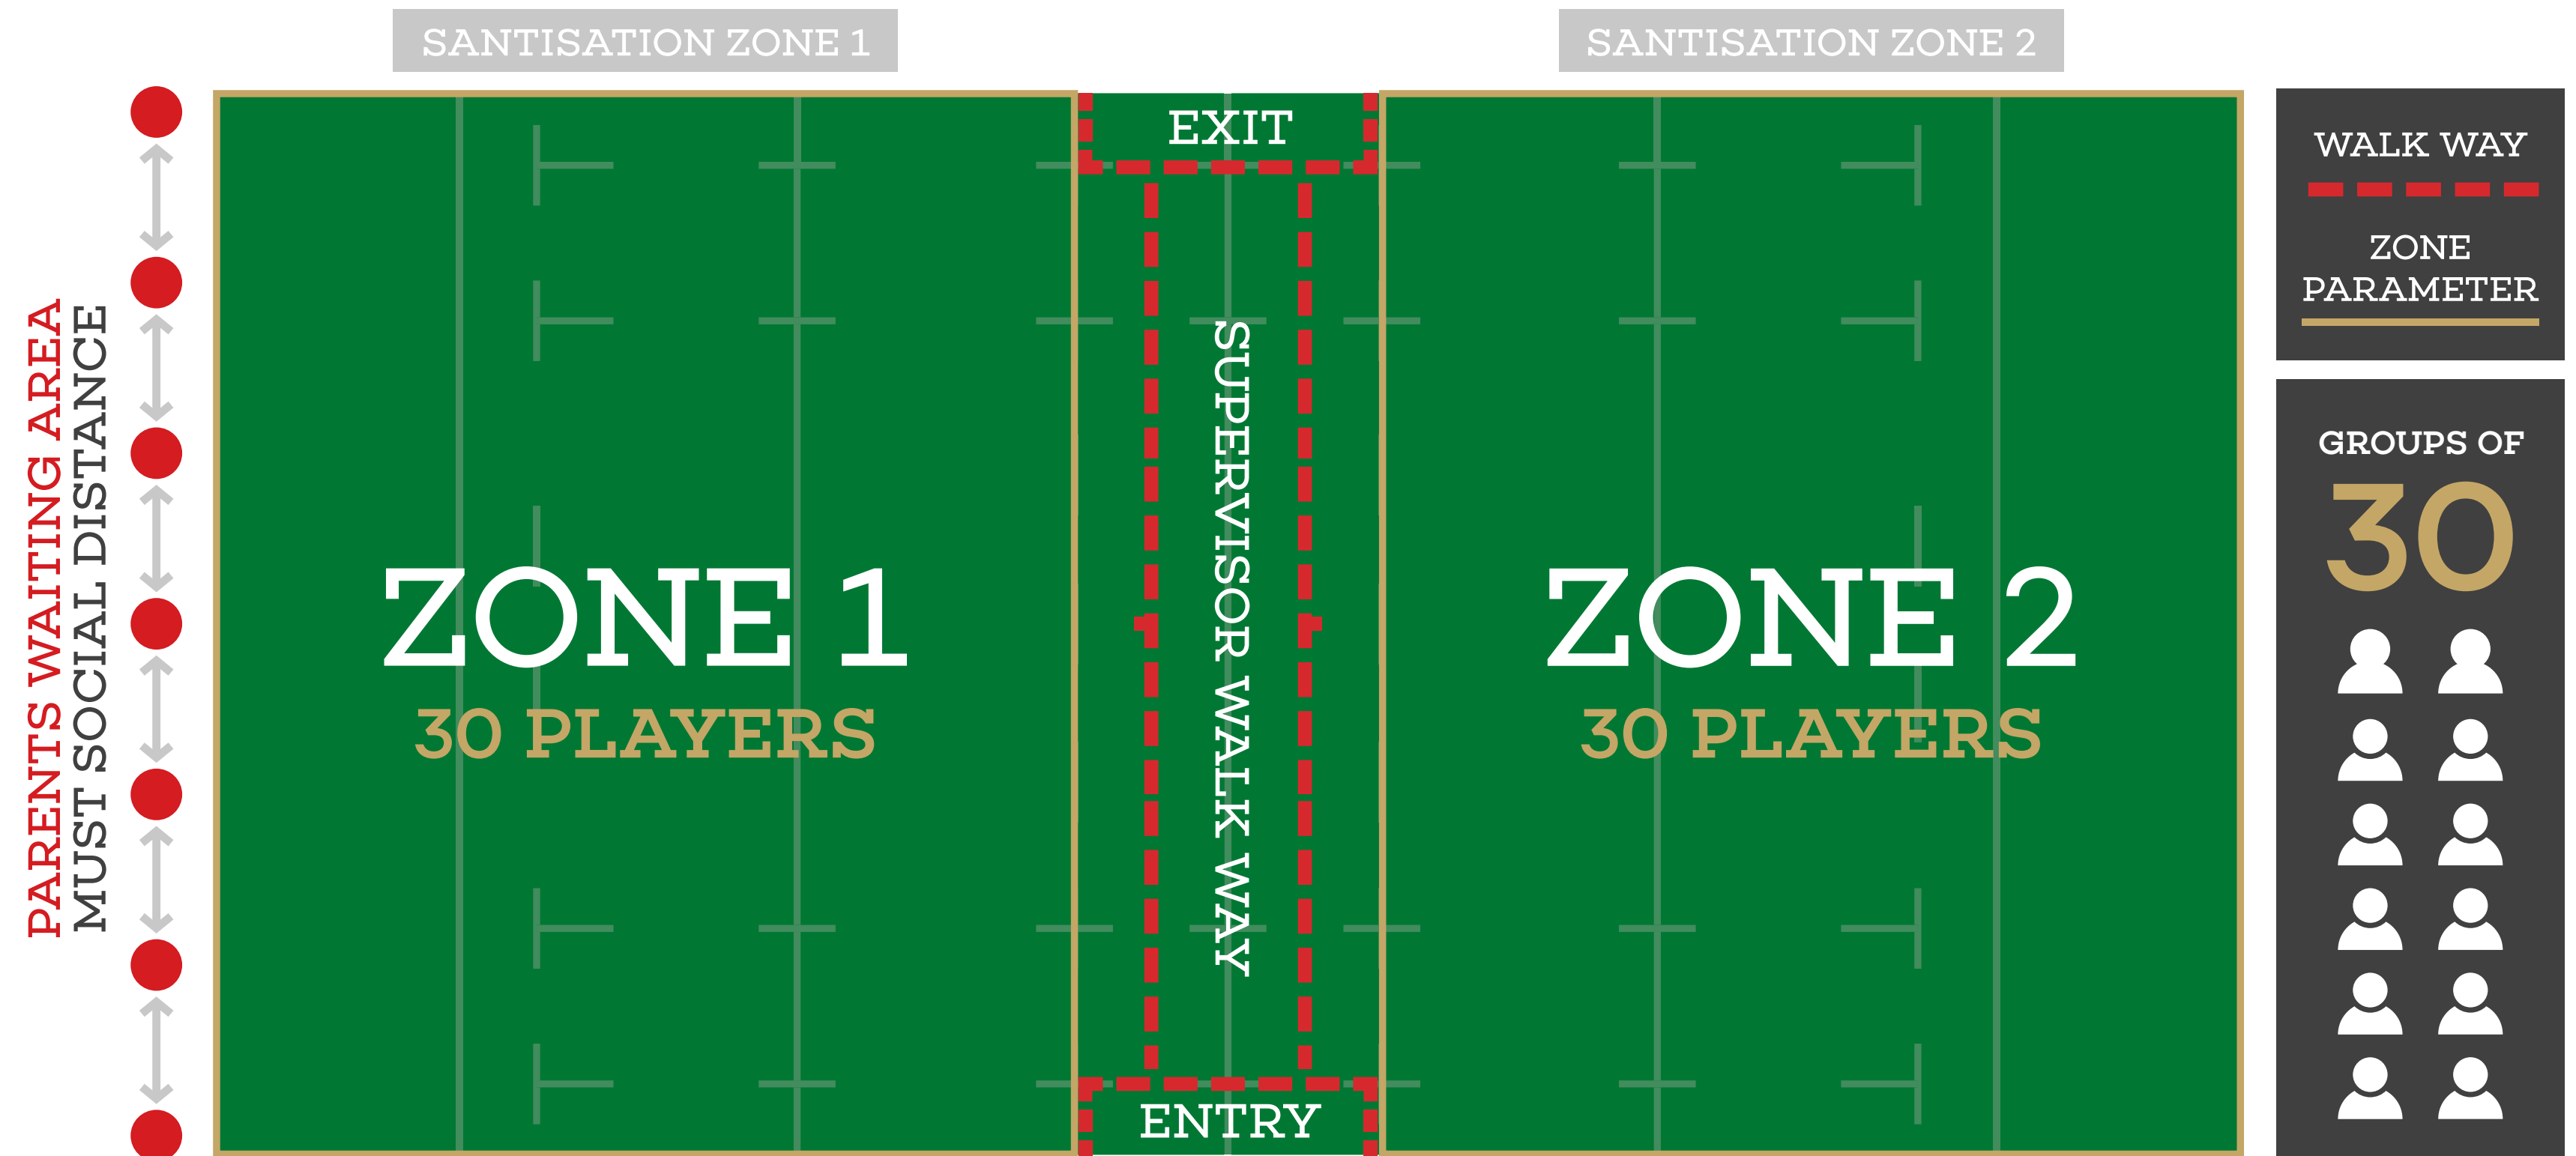 SANTISATION ZONE 1
SANTISATION ZONE 2
PARENTS WAITING AREA
MUST SOCIAL DISTANCE
EXIT
ZONE 1
30 PLAYERS
SUPERVISOR WALK WAY
ZONE 2
30 PLAYERS
ENTRY
WALK WAY
ZONE
PARAMETER
GROUPS OF
30